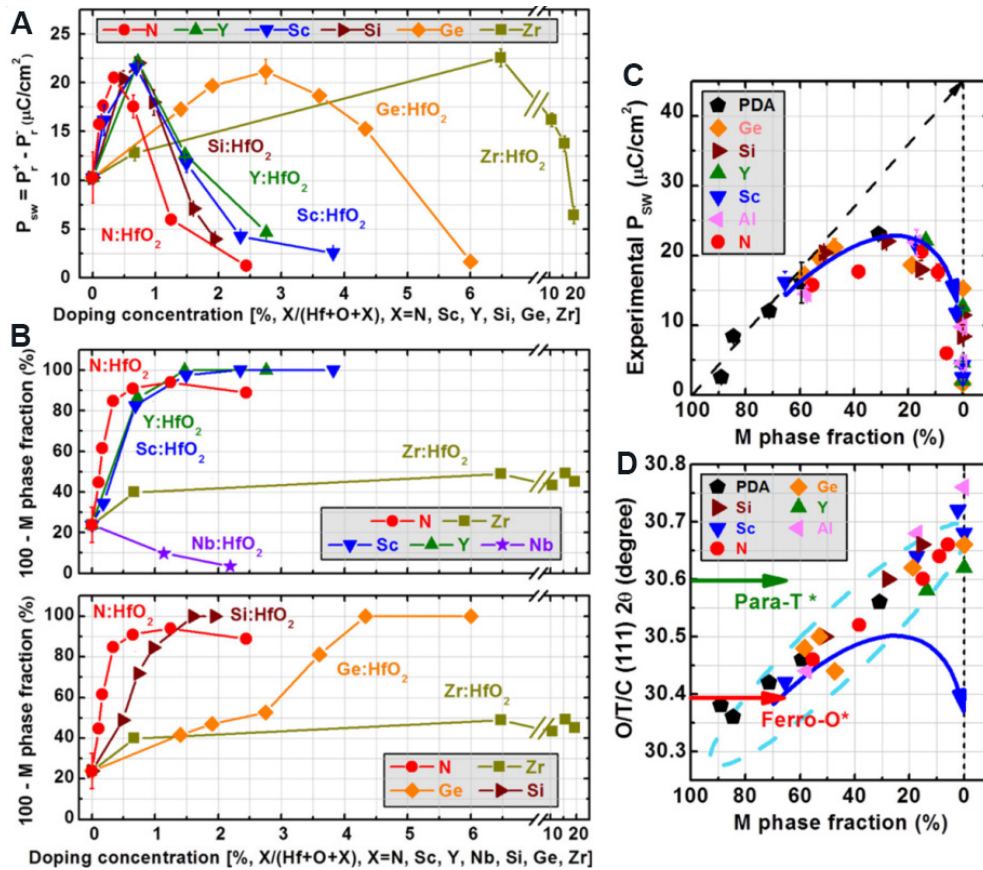 A
N Y Sc Si Ge Zr
P_sw = P_r^+ - P_r^- (μC/cm²)
25
20
15
10
5
0
Ge:HfO₂
Si:HfO₂
Zr:HfO₂
Y:HfO₂
Sc:HfO₂
N:HfO₂
0 1 2 3 4 5 6 10 20
Doping concentration [%, X/(Hf+O+X), X=N, Sc, Y, Si, Ge, Zr]
B
100 - M phase fraction (%)
100
80
60
40
20
0
N:HfO₂
Y:HfO₂
Sc:HfO₂
Zr:HfO₂
Nb:HfO₂
N Zr
Sc Y Nb
100 - M phase fraction (%)
100
80
60
40
20
0
N:HfO₂
Si:HfO₂
Ge:HfO₂
Zr:HfO₂
N Zr
Ge Si
0 1 2 3 4 5 6 10 20
Doping concentration [%, X/(Hf+O+X), X=N, Sc, Y, Nb, Si, Ge, Zr]
C
Experimental P_sw (μC/cm²)
40
30
20
10
0
PDA
Ge
Si
Y
Sc
Al
N
100 80 60 40 20 0
M phase fraction (%)
D
O/T/C (111) 2θ (degree)
30.8
30.7
30.6
30.5
30.4
30.3
PDA Ge
Si Y
Sc Al
N
Para-T *
Ferro-O*
100 80 60 40 20 0
M phase fraction (%)